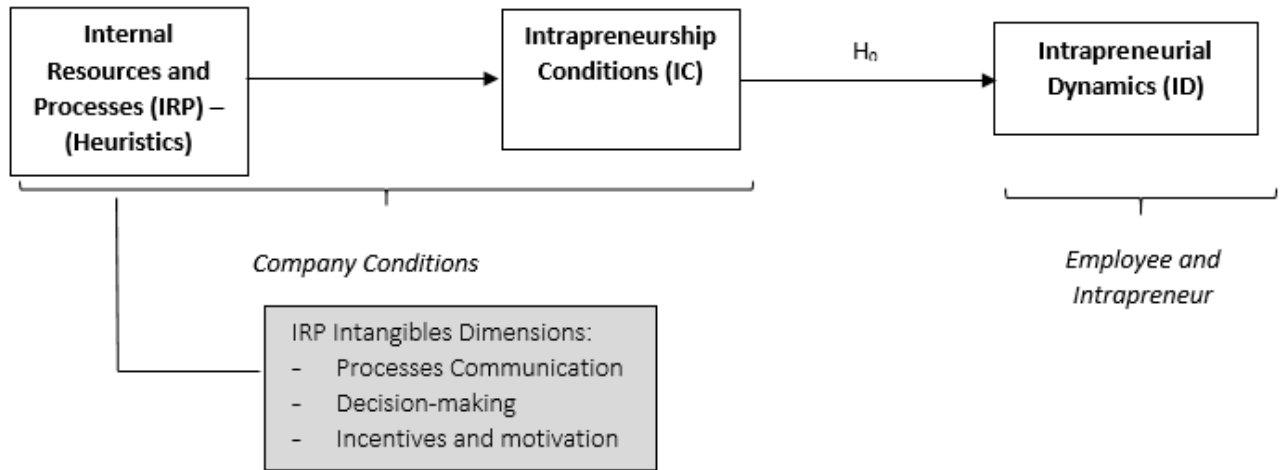 Internal
Resources and
Processes (IRP) –
(Heuristics)
Intrapreneurship
Conditions (IC)
H₀
Intrapreneurial
Dynamics (ID)
Company Conditions
Employee and
Intrapreneur
IRP Intangibles Dimensions:
- Processes Communication
- Decision-making
- Incentives and motivation